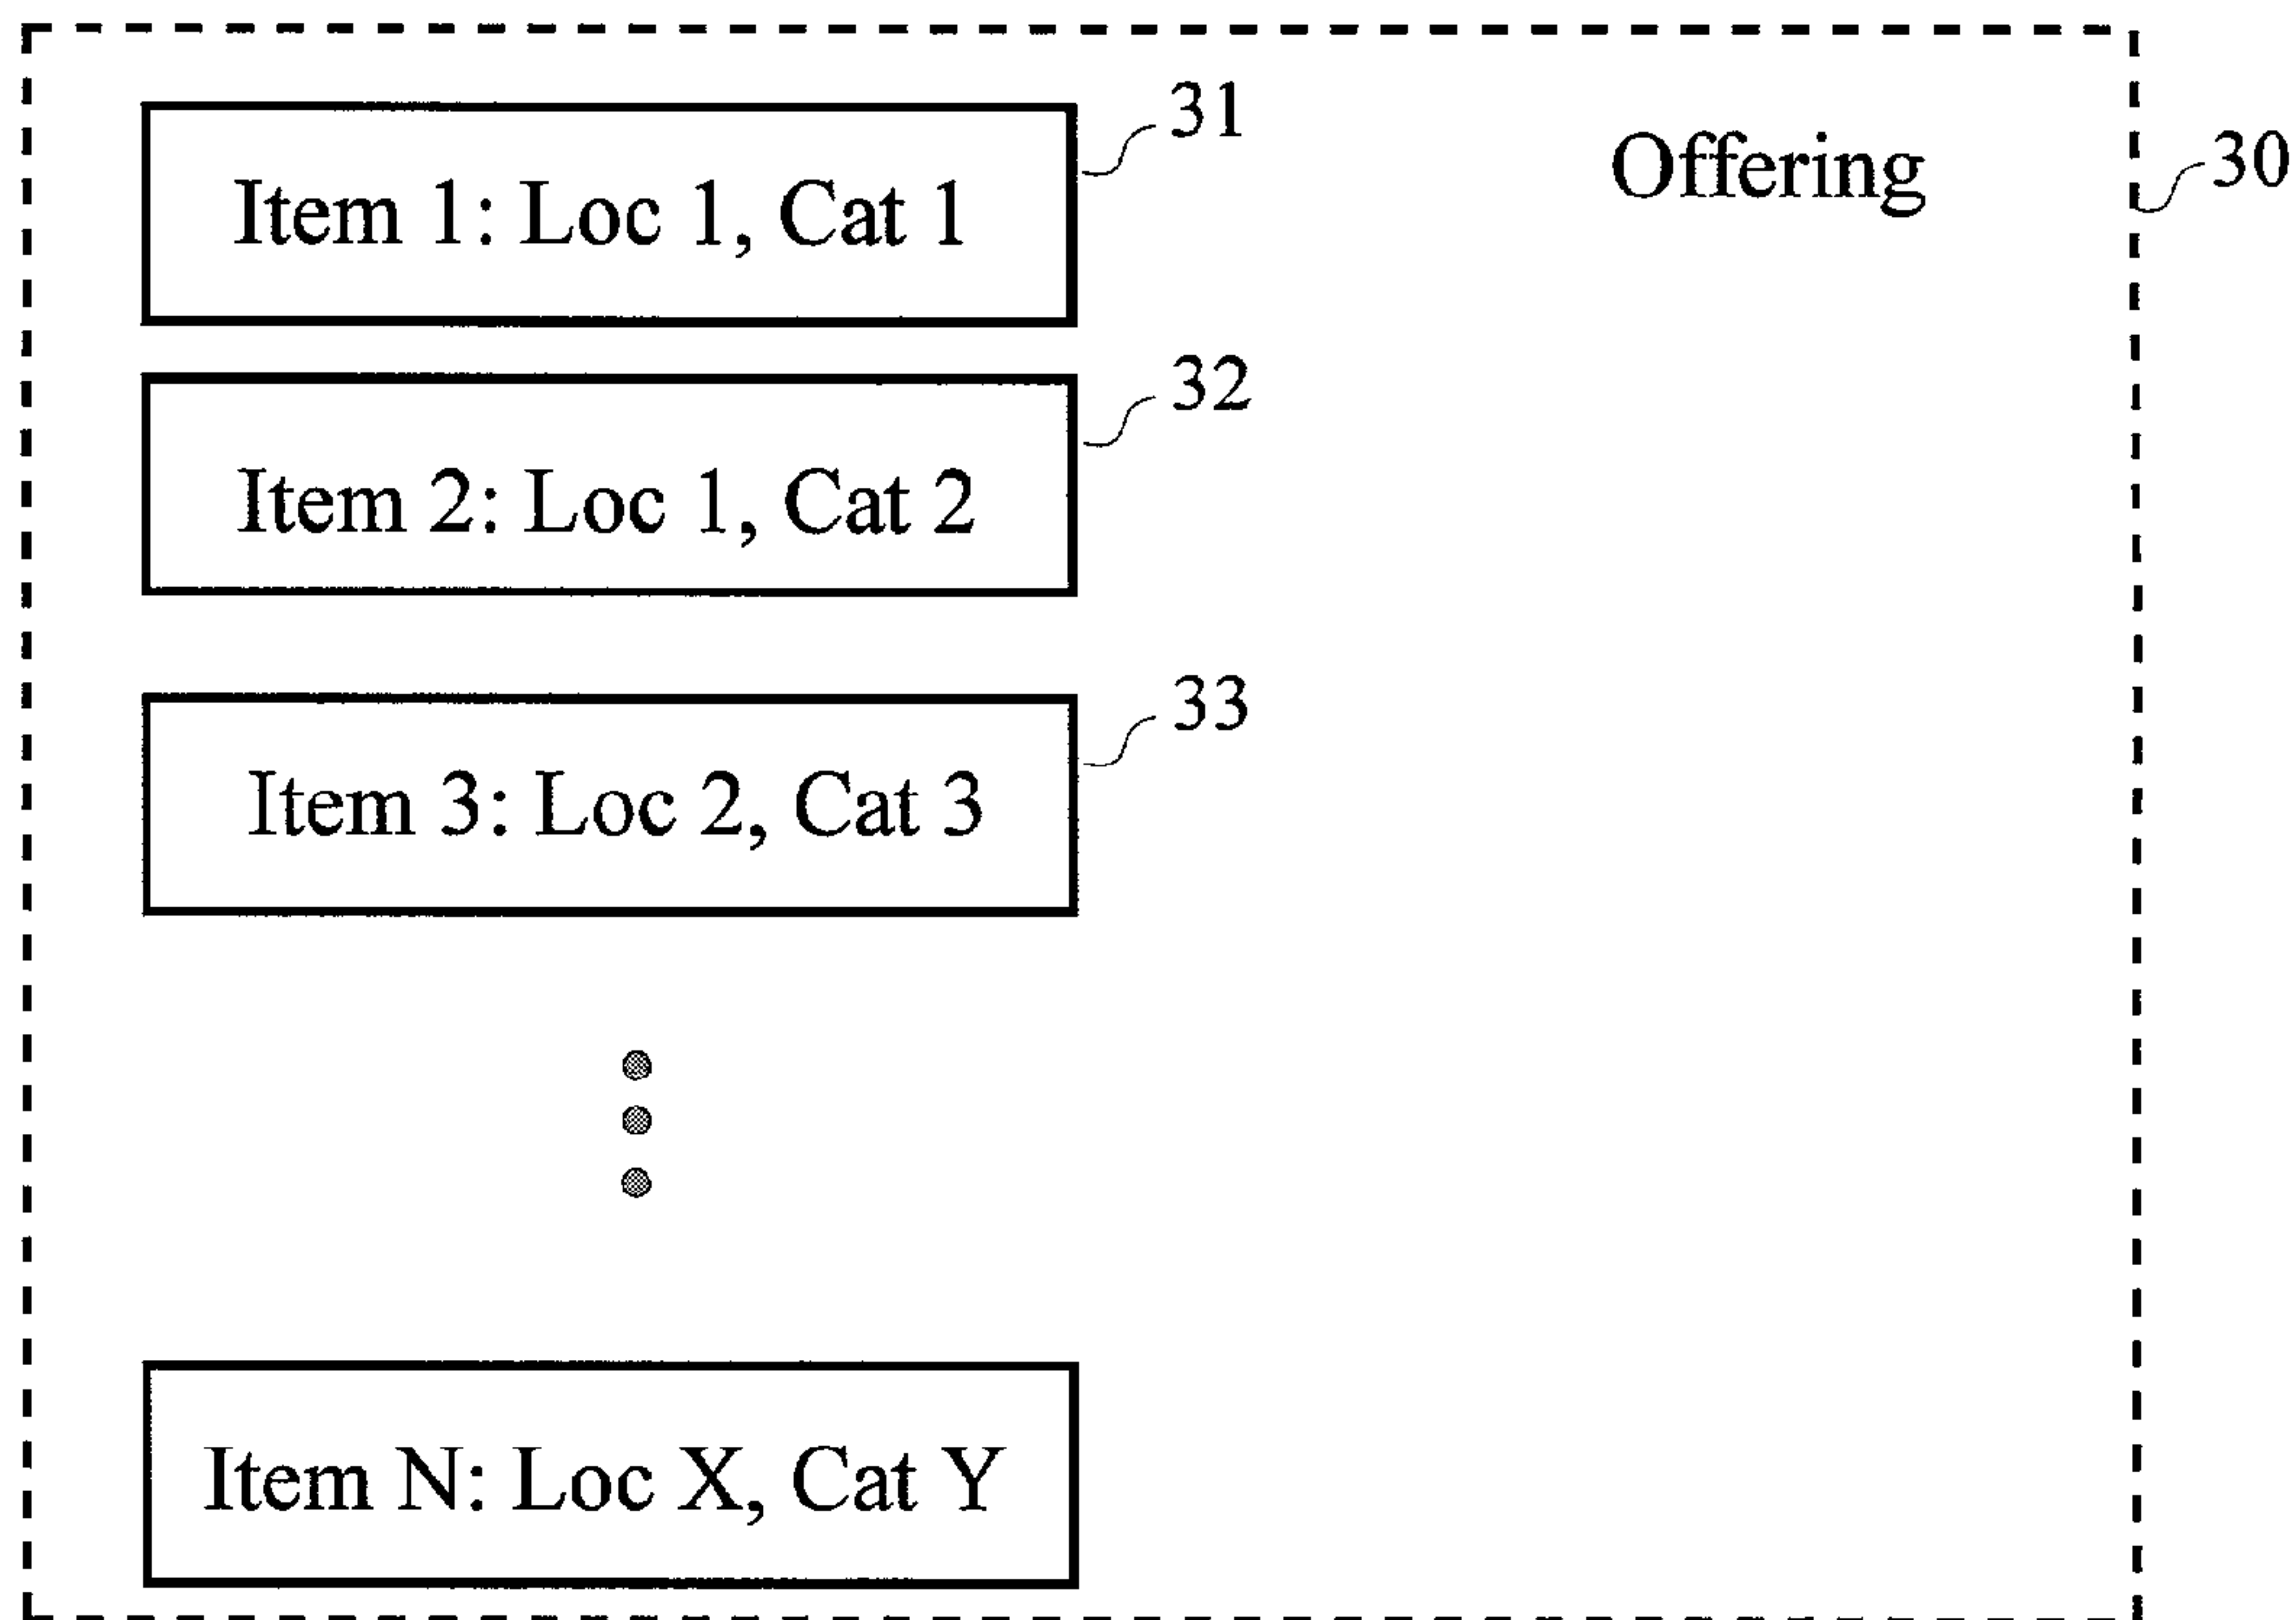 31
Offering
30
Item 1: Loc 1, Cat 1
32
Item 2: Loc 1, Cat 2
33
Item 3: Loc 2, Cat 3
Item N: Loc X, Cat Y